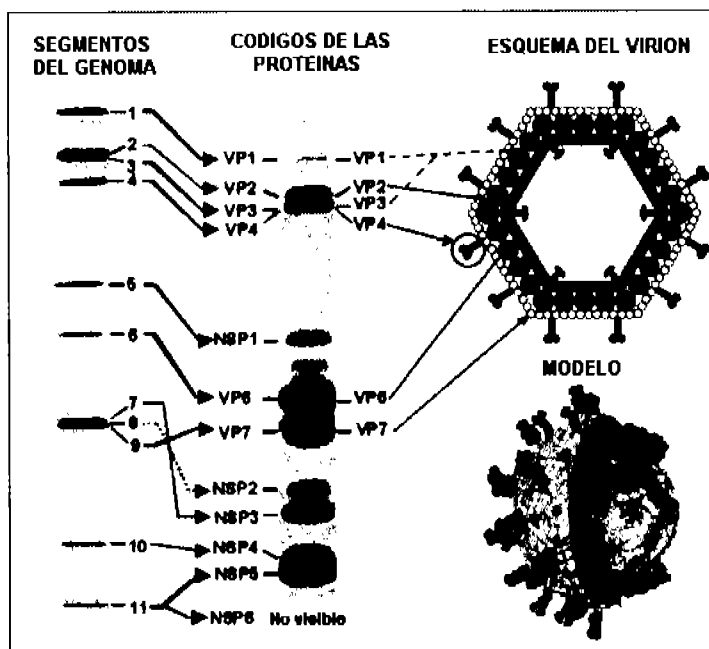 SEGMENTOS
DEL GENOMA
CODIGOS DE LAS
PROTEINAS
ESQUEMA DEL VIRION
1
2
3
4
5
6
7
8
9
10
11
VP1
VP2
VP3
VP4
NSP1
VP6
VP7
NSP2
NSP3
NSP4
NSP5
NSP6
No visible
VP1
VP2
VP3
VP4
VP6
VP7
MODELO